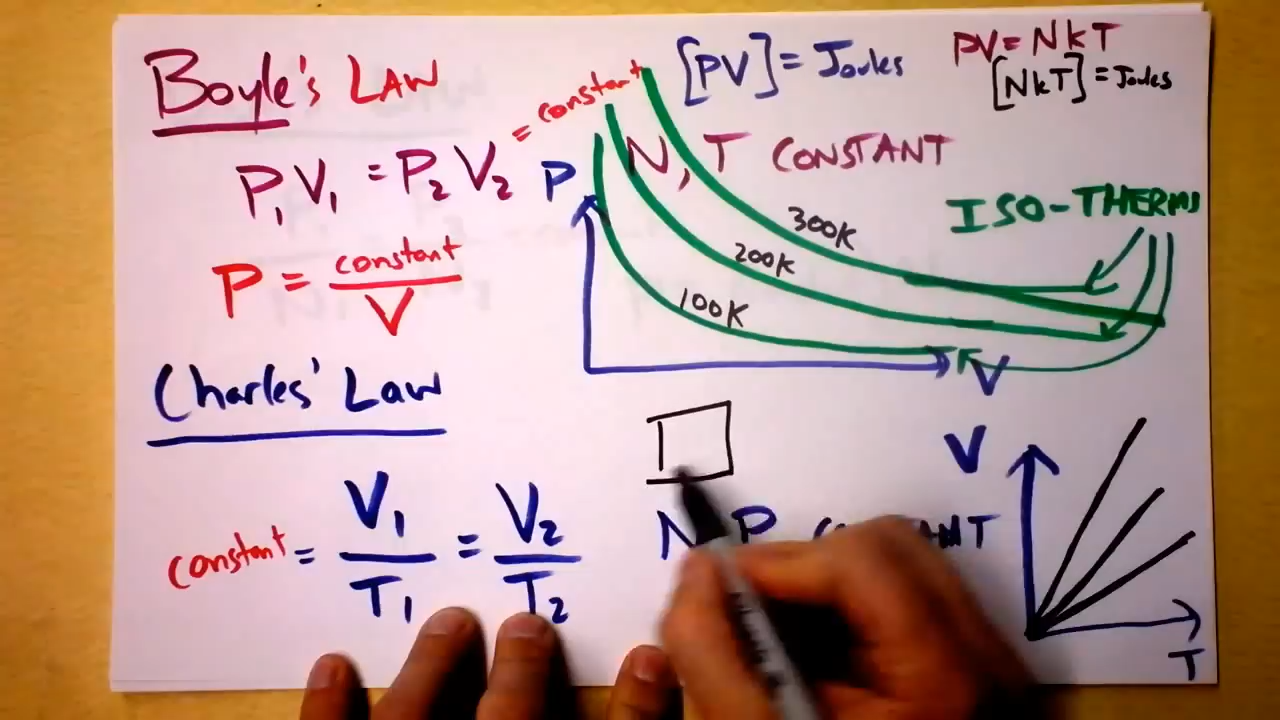 Boyle's LAW
P₁V₁ = P₂V₂ = constant
P = constant / V
[PV] = Joules
PV = NkT
[NkT] = Joules
N, T CONSTANT
P
ISO-THERMS
300K
200K
100K
V
Charles' Law
constant = V₁/T₁ = V₂/T₂
N P
V
T